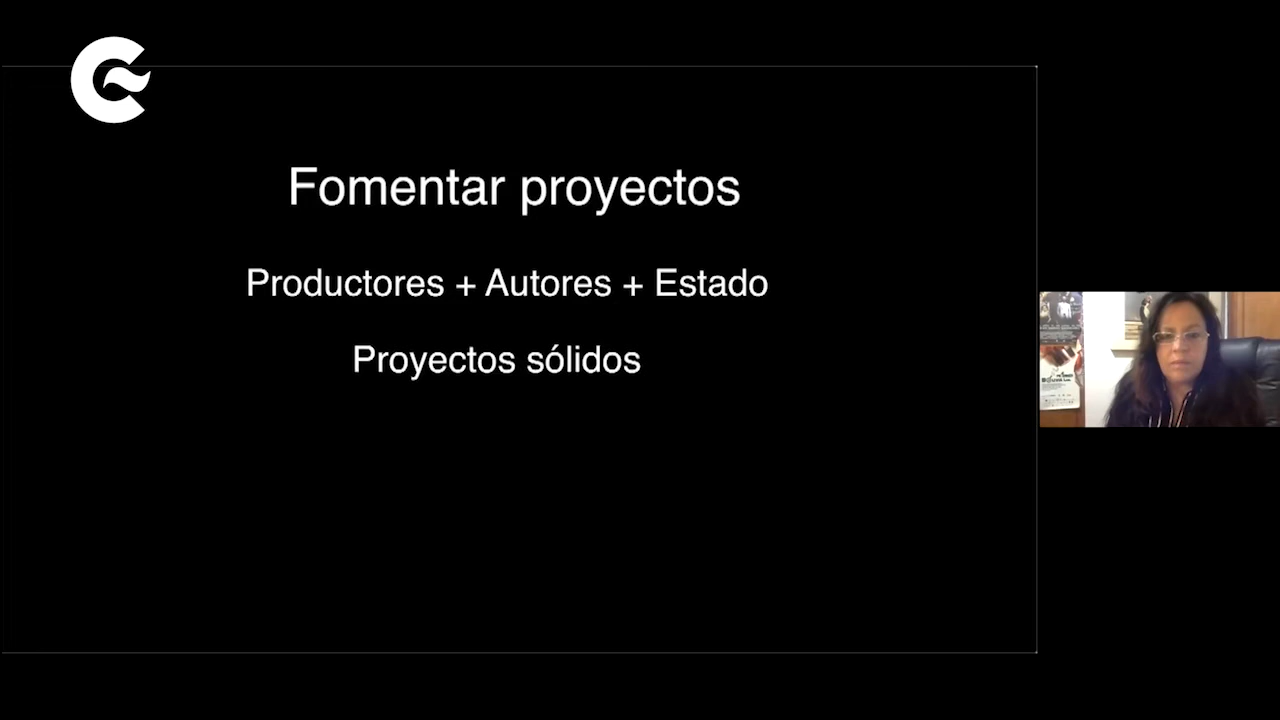 Fomentar proyectos
Productores + Autores + Estado
Proyectos sólidos